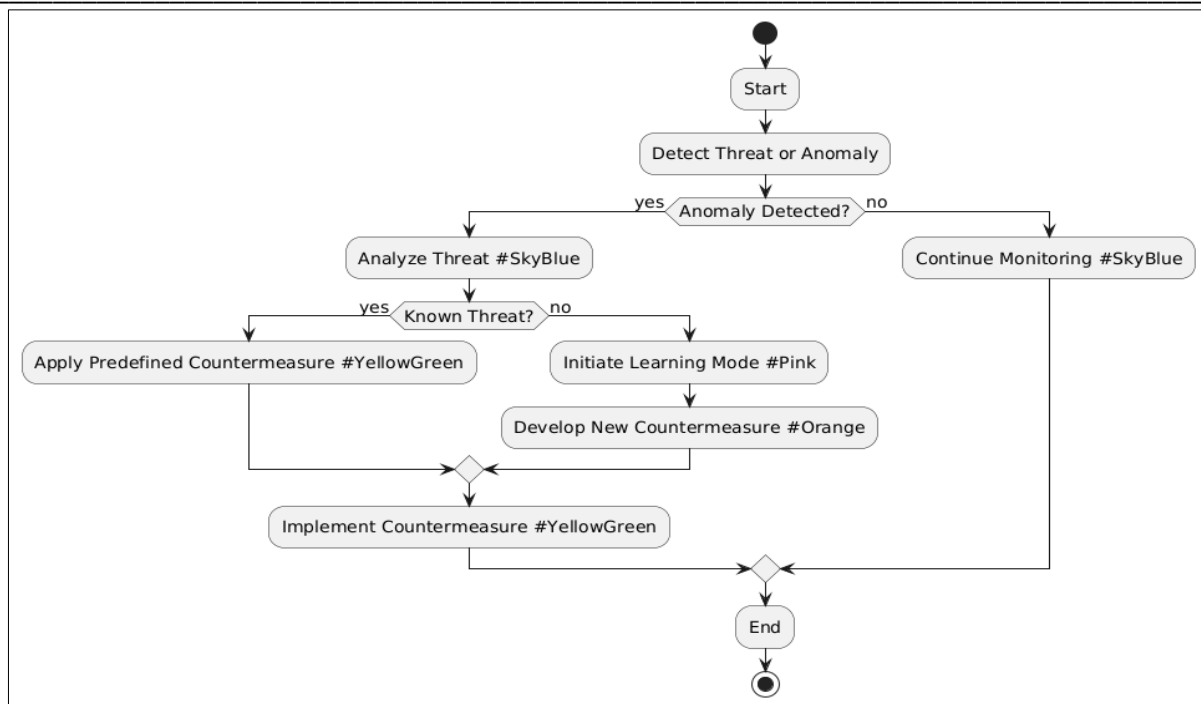 Start
Detect Threat or Anomaly
yes
Anomaly Detected?
no
Analyze Threat #SkyBlue
Continue Monitoring #SkyBlue
yes
Known Threat?
no
Apply Predefined Countermeasure #YellowGreen
Initiate Learning Mode #Pink
Develop New Countermeasure #Orange
Implement Countermeasure #YellowGreen
End